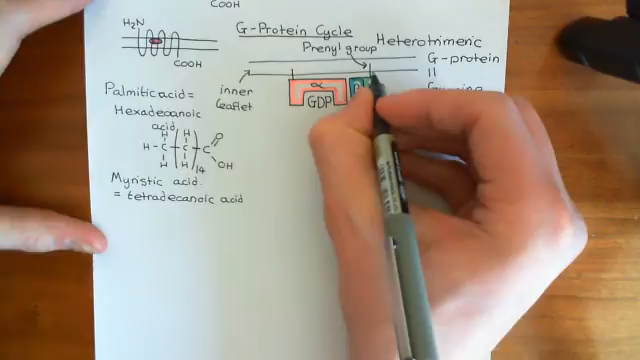 COOH
H₂N
COOH
G-Protein Cycle
Prenyl group
Heterotrimeric
G-protein
inner
leaflet
α
GDP
Palmitic acid =
Hexadecanoic
acid
H H
H-C C-C O
H H 14 OH
Myristic acid.
= tetradecanoic acid